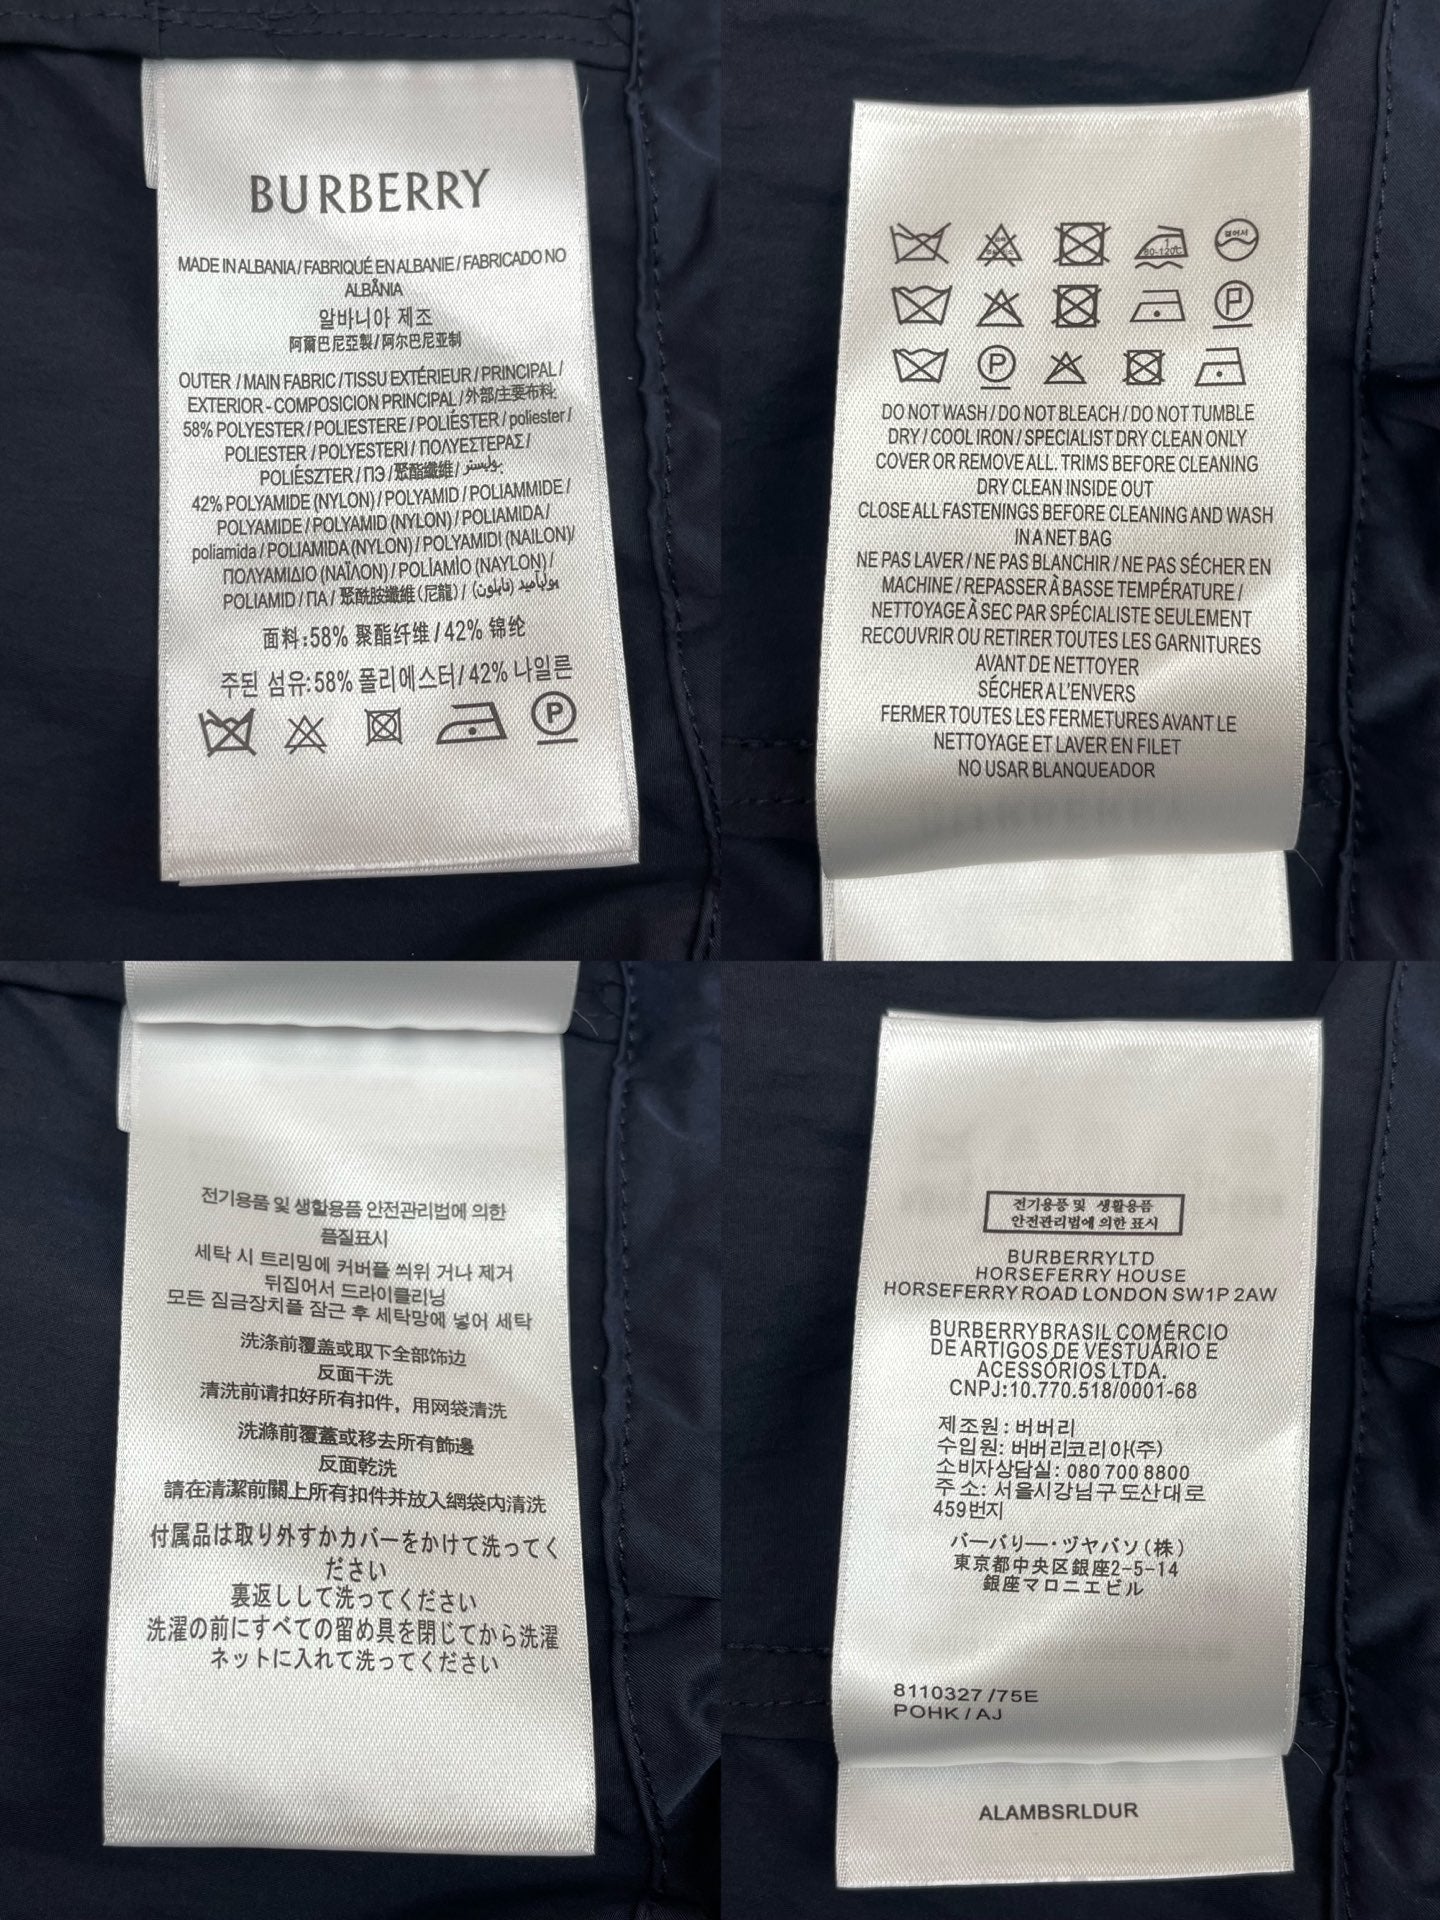 BURBERRY
MADE IN ALBANIA / FABRIQUÉ EN ALBANIE / FABRICADO NO
ALBÂNIA
알바니아 제조
阿爾巴尼亞製 / 阿尔巴尼亚制
OUTER / MAIN FABRIC / TISSU EXTÉRIEUR / PRINCIPAL /
EXTERIOR - COMPOSICION PRINCIPAL / 外部/主要布料
58% POLYESTER / POLIESTERE / POLIÉSTER / poliester /
POLIESTER / POLYESTERI / ΠΟΛΥΕΣΤΕΡΑΣ /
POLIÉSZTER / ПЭ / 聚酯纖維 / بوليستر
42% POLYAMIDE (NYLON) / POLYAMID / POLIAMMIDE /
POLYAMIDE / POLYAMID (NYLON) / POLIAMIDA /
poliamida / POLIAMIDA (NYLON) / POLYAMIDI (NAILON)/
ΠΟΛΥΑΜΙΔΙΟ (ΝΑΪΛΟΝ) / POLİAMİO (NAYLON) /
POLIAMID / ПА / 聚酰胺纖維 (尼龍) / بوليأميد (نايلون)
面料:58% 聚酯纤维 / 42% 锦纶
주된 섬유:58% 폴리에스터/ 42% 나일론
P
80-120℃
걸어서
P
P
DO NOT WASH / DO NOT BLEACH / DO NOT TUMBLE
DRY / COOL IRON / SPECIALIST DRY CLEAN ONLY
COVER OR REMOVE ALL. TRIMS BEFORE CLEANING
DRY CLEAN INSIDE OUT
CLOSE ALL FASTENINGS BEFORE CLEANING AND WASH
IN A NET BAG
NE PAS LAVER / NE PAS BLANCHIR / NE PAS SÉCHER EN
MACHINE / REPASSER À BASSE TEMPÉRATURE /
NETTOYAGE À SEC PAR SPÉCIALISTE SEULEMENT
RECOUVRIR OU RETIRER TOUTES LES GARNITURES
AVANT DE NETTOYER
SÉCHER A L'ENVERS
FERMER TOUTES LES FERMETURES AVANT LE
NETTOYAGE ET LAVER EN FILET
NO USAR BLANQUEADOR
전기용품 및 생활용픔 안전관리법에 의한
픔질표시
세탁 시 트리밍에 커버플 씌위 거나 제거
뒤집어서 드라이클리닝
모든 짐금장치플 잠근 후 세탁망에 넣어 세탁
洗涤前覆盖或取下全部饰边
反面干洗
清洗前请扣好所有扣件，用网袋清洗
洗滌前覆蓋或移去所有飾邊
反面乾洗
請在清潔前關上所有扣件并放入網袋内清洗
付属品は取り外すかカバーをかけて洗ってく
ださい
裏返しして洗ってください
洗濯の前にすべての留め具を閉じてから洗濯
ネットに入れて洗ってください
전기용풍 및 생활용픔
안전관리법에 의한 표시
BURBERRYLTD
HORSEFERRY HOUSE
HORSEFERRY ROAD LONDON SW1P 2AW
BURBERRYBRASIL COMÉRCIO
DE ARTIGOS DE VESTUÁRIO E
ACESSÓRIOS LTDA.
CNPJ:10.770.518/0001-68
제조원 : 버버리
수입원: 버버리코리아(주)
소비자상담실: 080 700 8800
주 소: 서울시강남구 도산대로
459번지
バーバリー・ヅヤバソ (株)
東京都中央区銀座2-5-14
銀座マロニエビル
8110327 /75E
POHK / AJ
ALAMBSRLDUR